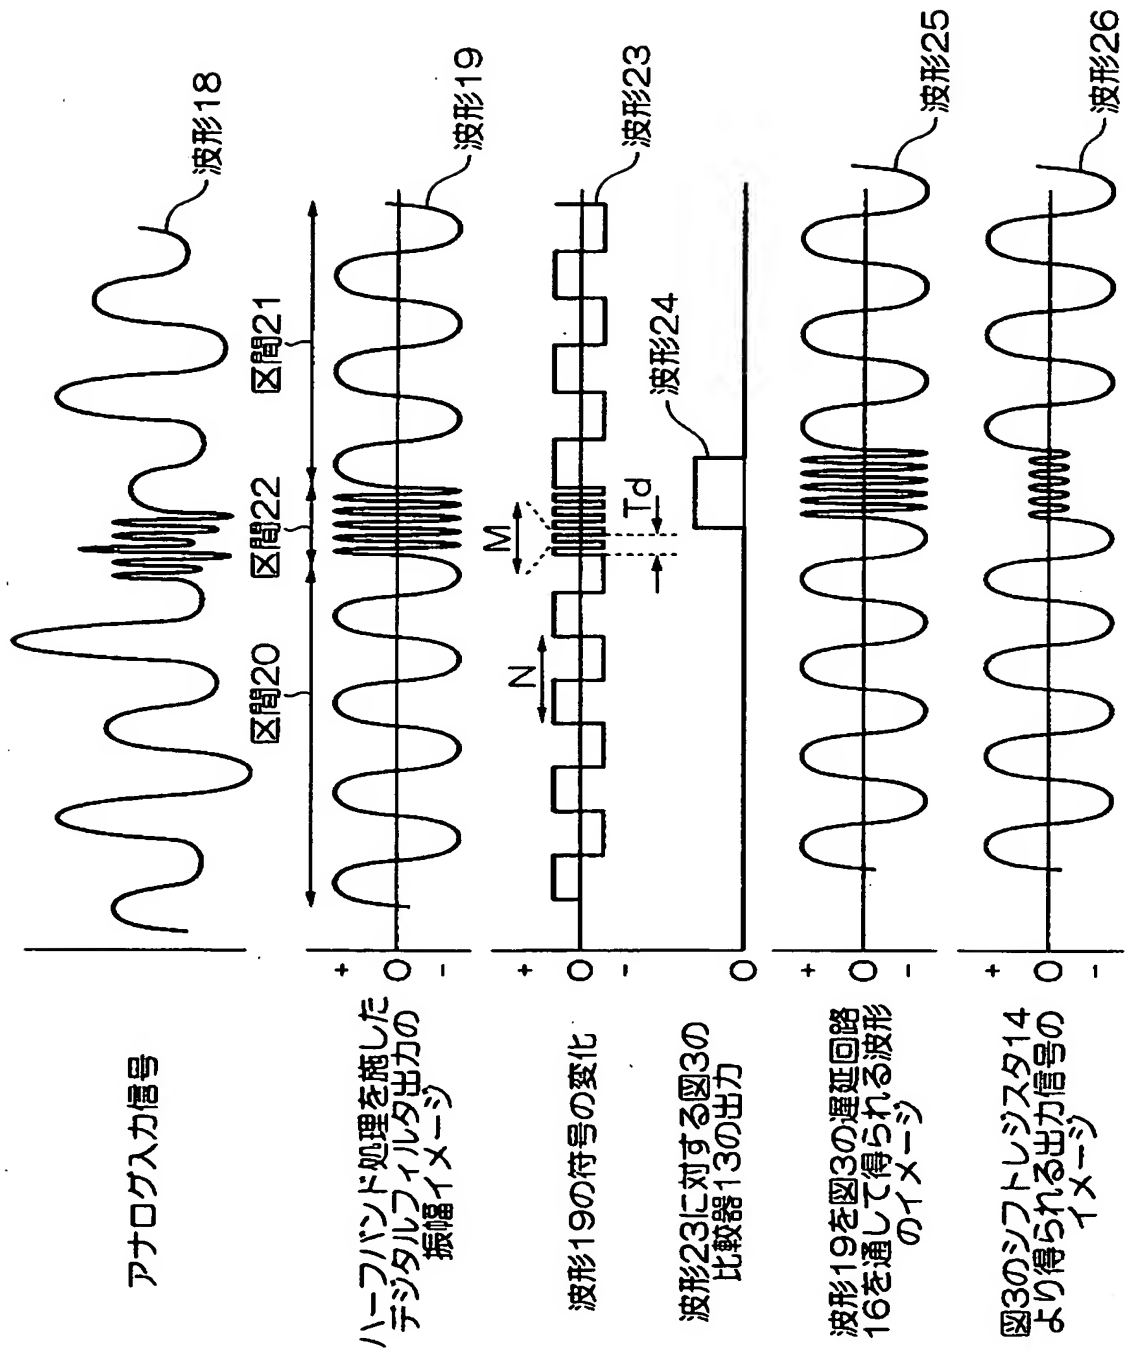 アナログ入力信号
波形18
ハーフバンド処理を施した
デジタルフィルタ出力の
振幅イメージ
+
0
-
区間20
区間22
区間21
波形19
波形19の符号の変化
+
0
-
N
M
Td
波形23
波形23に対する図3の
比較器13の出力
0
波形24
波形19を図3の遅延回路
16を通して得られる波形
のイメージ
+
0
-
波形25
図3のシフトレジスタ14
より得られる出力信号の
イメージ
+
0
-
波形26